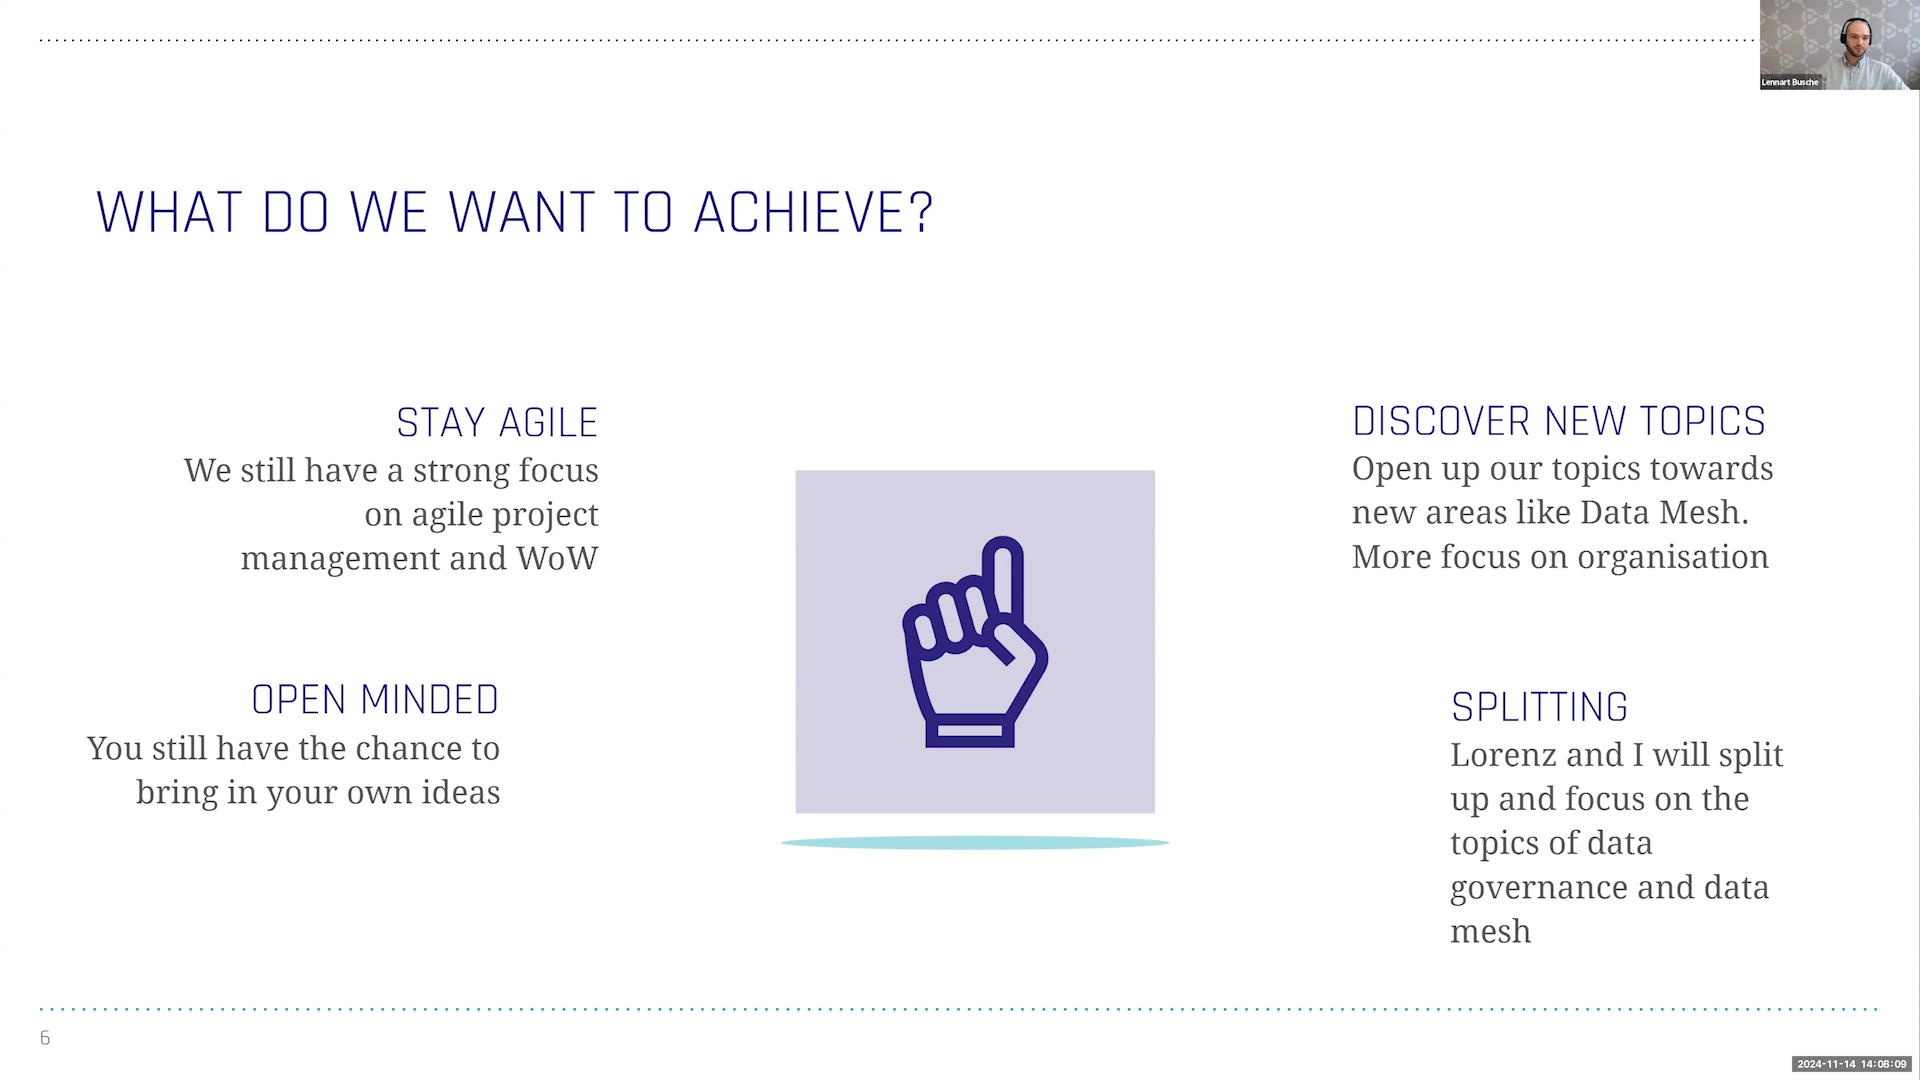 Lennart Busche
WHAT DO WE WANT TO ACHIEVE?
STAY AGILE
We still have a strong focus
on agile project
management and WoW
OPEN MINDED
You still have the chance to
bring in your own ideas
DISCOVER NEW TOPICS
Open up our topics towards
new areas like Data Mesh.
More focus on organisation
SPLITTING
Lorenz and I will split
up and focus on the
topics of data
governance and data
mesh
6
2024-11-14 14:08:09